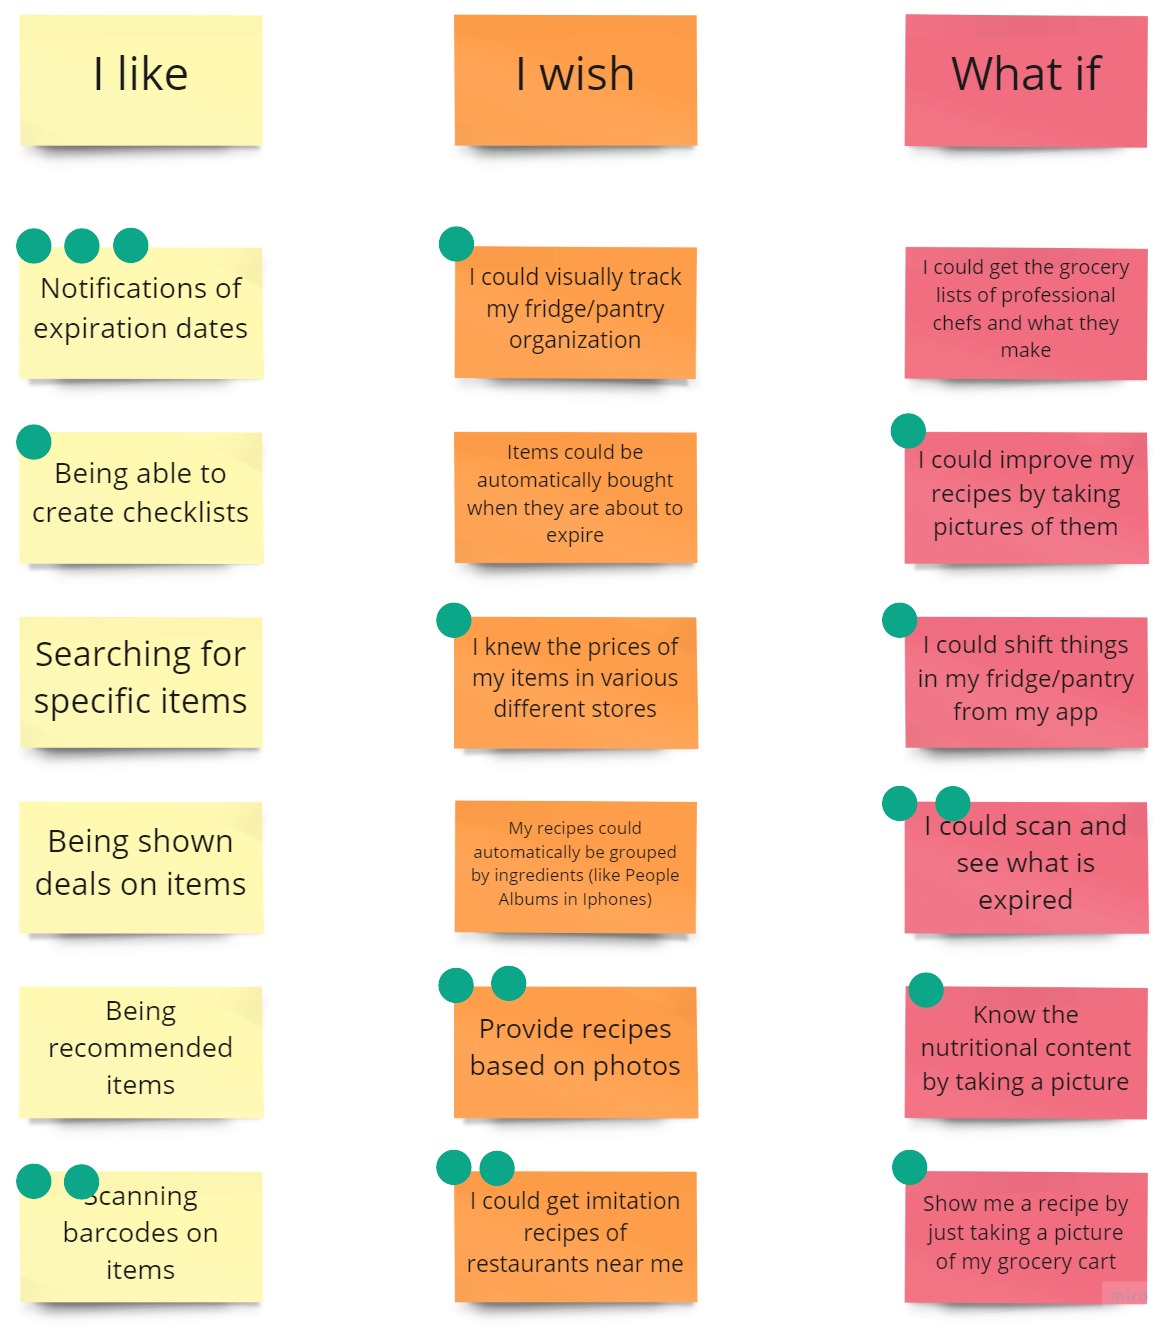 I like
I wish
What if
Notifications of
expiration dates
I could visually track
my fridge/pantry
organization
I could get the grocery
lists of professional
chefs and what they
make
Being able to
create checklists
Items could be
automatically bought
when they are about to
expire
I could improve my
recipes by taking
pictures of them
Searching for
specific items
I knew the prices of
my items in various
different stores
I could shift things
in my fridge/pantry
from my app
Being shown
deals on items
My recipes could
automatically be grouped
by ingredients (like People
Albums in Iphones)
I could scan and
see what is
expired
Being
recommended
items
Provide recipes
based on photos
Know the
nutritional content
by taking a picture
Scanning
barcodes on
items
I could get imitation
recipes of
restaurants near me
Show me a recipe by
just taking a picture
of my grocery cart
miro